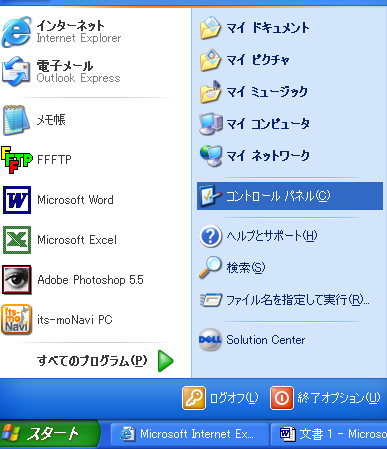 インターネット
Internet Explorer
電子メール
Outlook Express
メモ帳
FFFTP
Microsoft Word
Microsoft Excel
Adobe Photoshop 5.5
its-moNavi PC
すべてのプログラム(P)
マイ ドキュメント
マイ ピクチャ
マイ ミュージック
マイ コンピュータ
マイ ネットワーク
コントロール パネル(C)
ヘルプとサポート(H)
検索(S)
ファイル名を指定して実行(R)...
Solution Center
ログオフ(L)
終了オプション(U)
スタート
Microsoft Internet Ex...
文書 1 - Microso